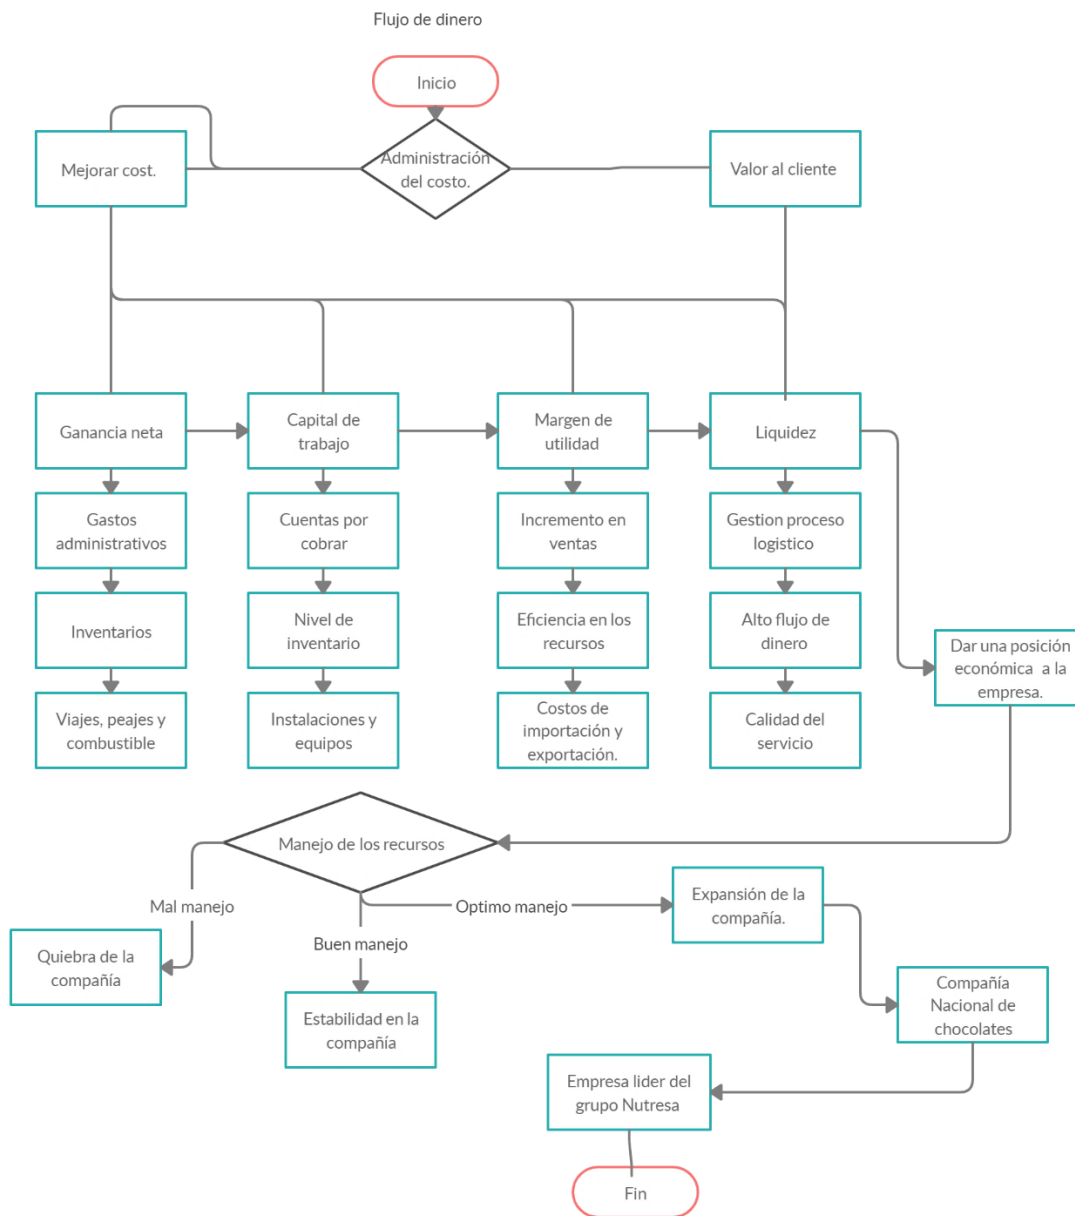 Flujo de dinero
Inicio
Mejorar cost.
Administración
del costo.
Valor al cliente
Ganancia neta
Capital de
trabajo
Margen de
utilidad
Liquidez
Gastos
administrativos
Cuentas por
cobrar
Incremento en
ventas
Gestion proceso
logistico
Inventarios
Nivel de
inventario
Eficiencia en los
recursos
Alto flujo de
dinero
Dar una posición
económica a la
empresa.
Viajes, peajes y
combustible
Instalaciones y
equipos
Costos de
importación y
exportación.
Calidad del
servicio
Manejo de los recursos
Mal manejo
Optimo manejo
Buen manejo
Expansión de la
compañía.
Quiebra de la
compañía
Estabilidad en la
compañía
Compañía
Nacional de
chocolates
Empresa lider del
grupo Nutresa
Fin